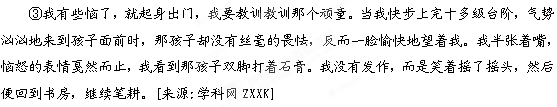 ③我有些恼了，就起身出门，我要教训教训那个顽童。当我快步上完十多级台阶，气势
汹汹地来到孩子面前时，那孩子却没有丝毫的畏怯，反而一脸愉快地望着我。我半张着嘴，
恼怒的表情戛然而止，我看到那孩子双脚打着石膏。我没有发作，而是笑着摇了摇头，然后
便回到书房，继续笔耕。[来源:学科网 ZXXK]